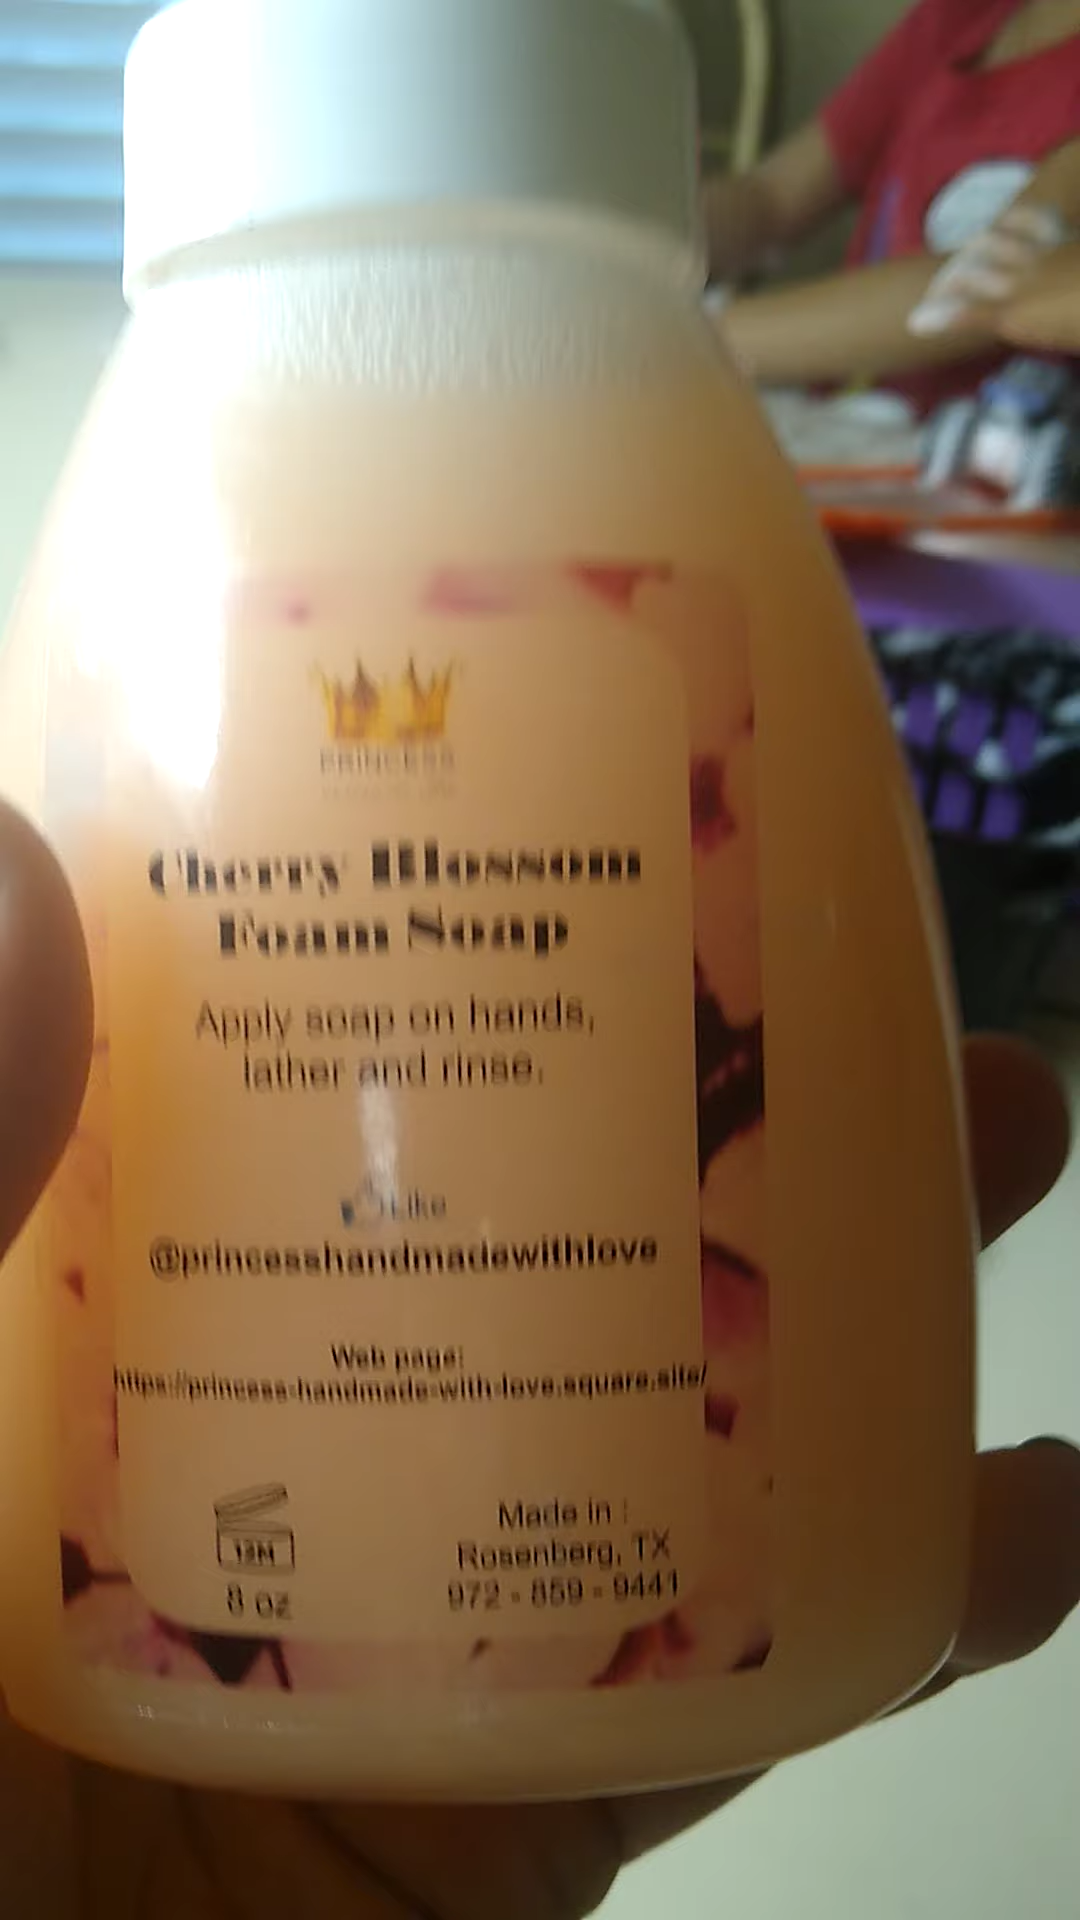 PRINCESS
Cherry Blossom
Foam Soap
Apply soap on hands,
lather and rinse.
Like
@princesshandmadewithlove
Web page:
https://princess-handmade-with-love.square.site/
12M
8 oz
Made in :
Rosenberg, TX
972 - 859 - 9441